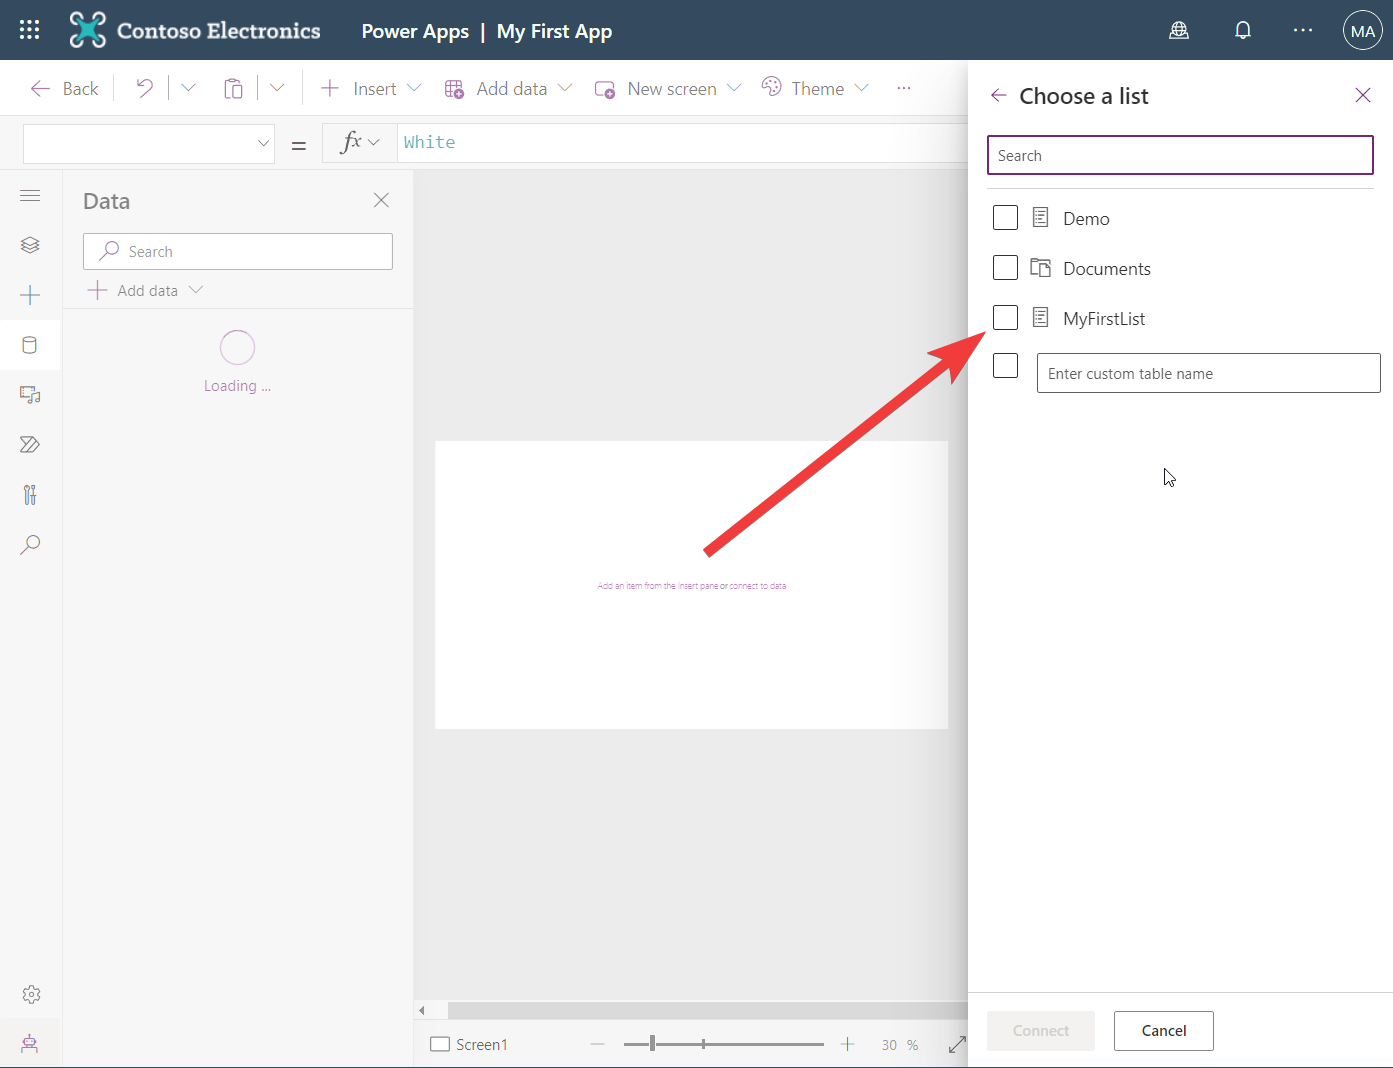 Contoso Electronics Power Apps | My First App MA
Back Insert Add data New screen Theme ...
= fx White
Data
Search
Add data
Loading ...
Add an item from the Insert pane or connect to data
Screen1 30 %
Choose a list
Search
Demo
Documents
MyFirstList
Enter custom table name
Connect Cancel